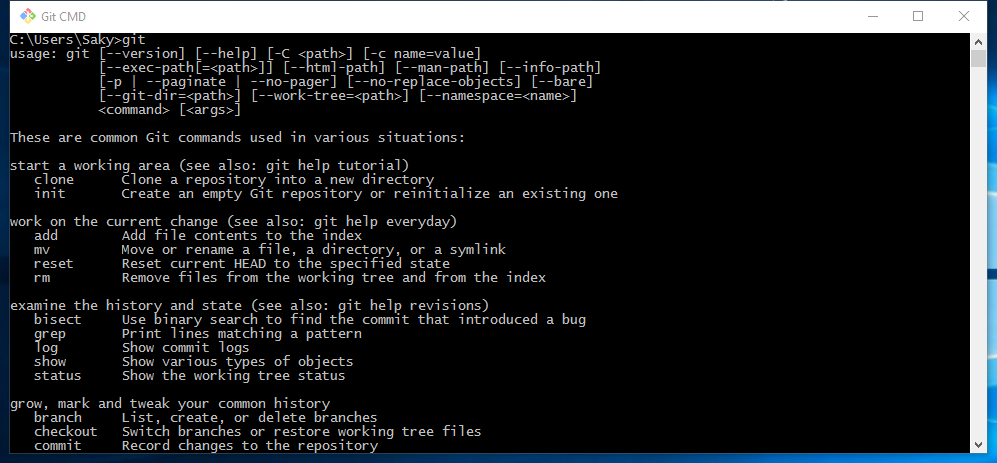 Git CMD
C:\Users\Saky>git
usage: git [--version] [--help] [-C <path>] [-c name=value]
           [--exec-path[=<path>]] [--html-path] [--man-path] [--info-path]
           [-p | --paginate | --no-pager] [--no-replace-objects] [--bare]
           [--git-dir=<path>] [--work-tree=<path>] [--namespace=<name>]
           <command> [<args>]

These are common Git commands used in various situations:

start a working area (see also: git help tutorial)
   clone      Clone a repository into a new directory
   init       Create an empty Git repository or reinitialize an existing one

work on the current change (see also: git help everyday)
   add        Add file contents to the index
   mv         Move or rename a file, a directory, or a symlink
   reset      Reset current HEAD to the specified state
   rm         Remove files from the working tree and from the index

examine the history and state (see also: git help revisions)
   bisect     Use binary search to find the commit that introduced a bug
   grep       Print lines matching a pattern
   log        Show commit logs
   show       Show various types of objects
   status     Show the working tree status

grow, mark and tweak your common history
   branch     List, create, or delete branches
   checkout   Switch branches or restore working tree files
   commit     Record changes to the repository